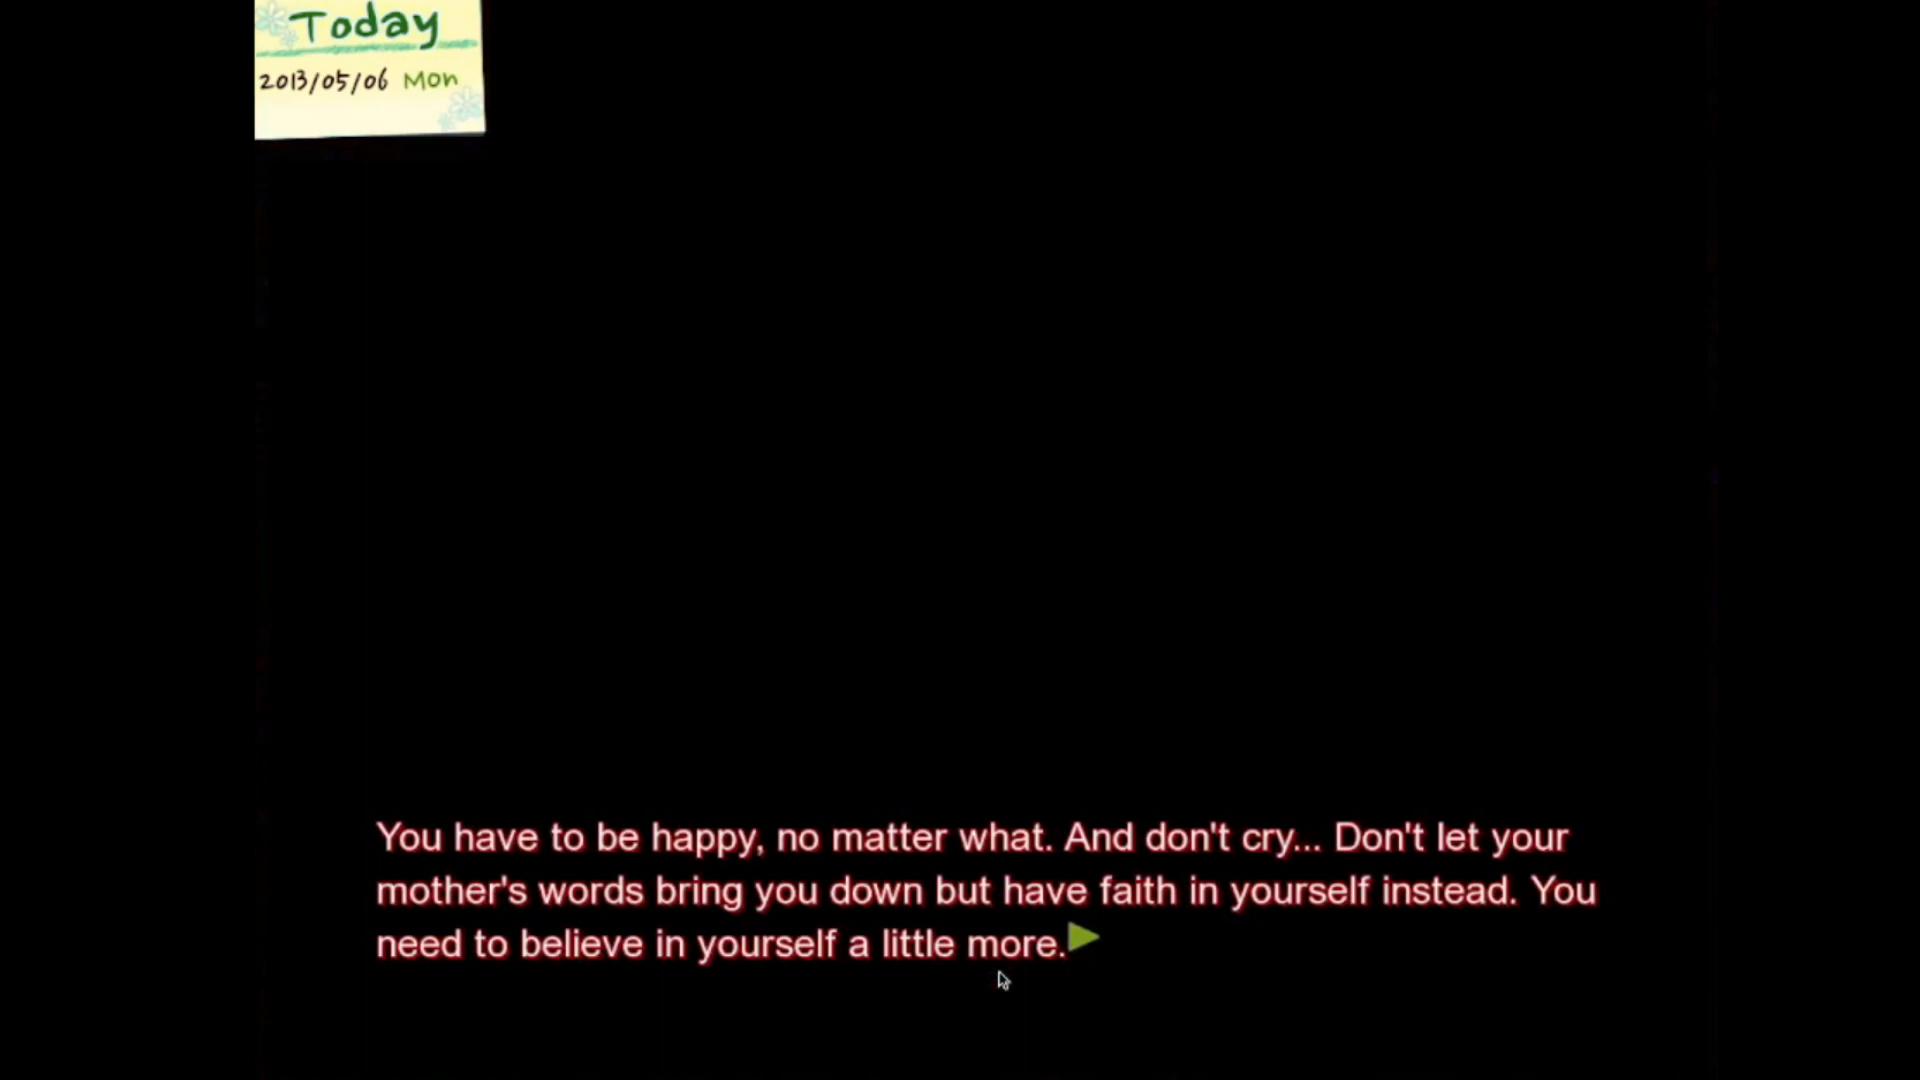 Today
2013/05/06 Mon
You have to be happy, no matter what. And don't cry... Don't let your
mother's words bring you down but have faith in yourself instead. You
need to believe in yourself a little more.